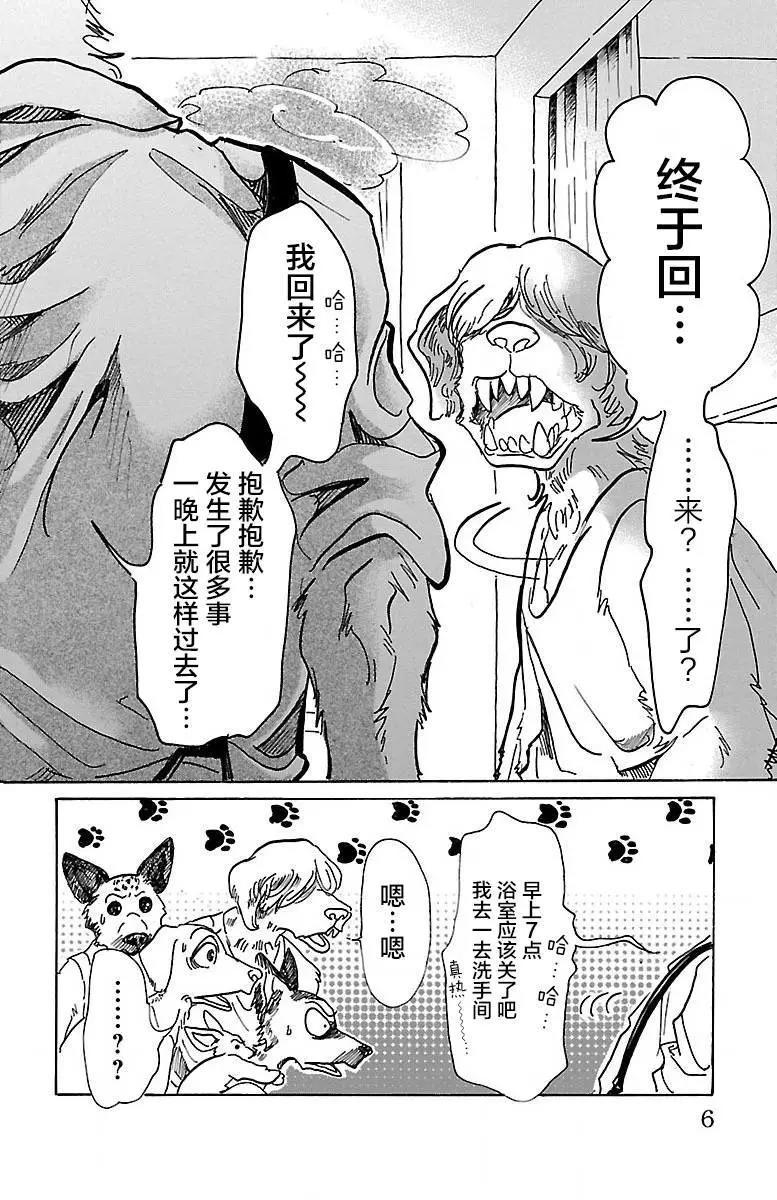 终于回…
……来？……了？
我回来了～～～
哈…哈…
抱歉抱歉…
发生了很多事
一晚上就这样过去了…
早上7点
浴室应该关了吧
我去一去洗手间
哈…哈…
真热～～
嗯…嗯
……？？
6